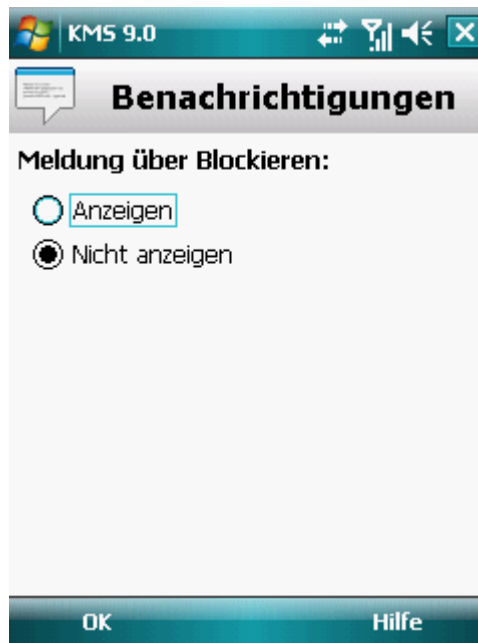 KMS 9.0
Benachrichtigungen
Meldung über Blockieren:
Anzeigen
Nicht anzeigen
OK Hilfe